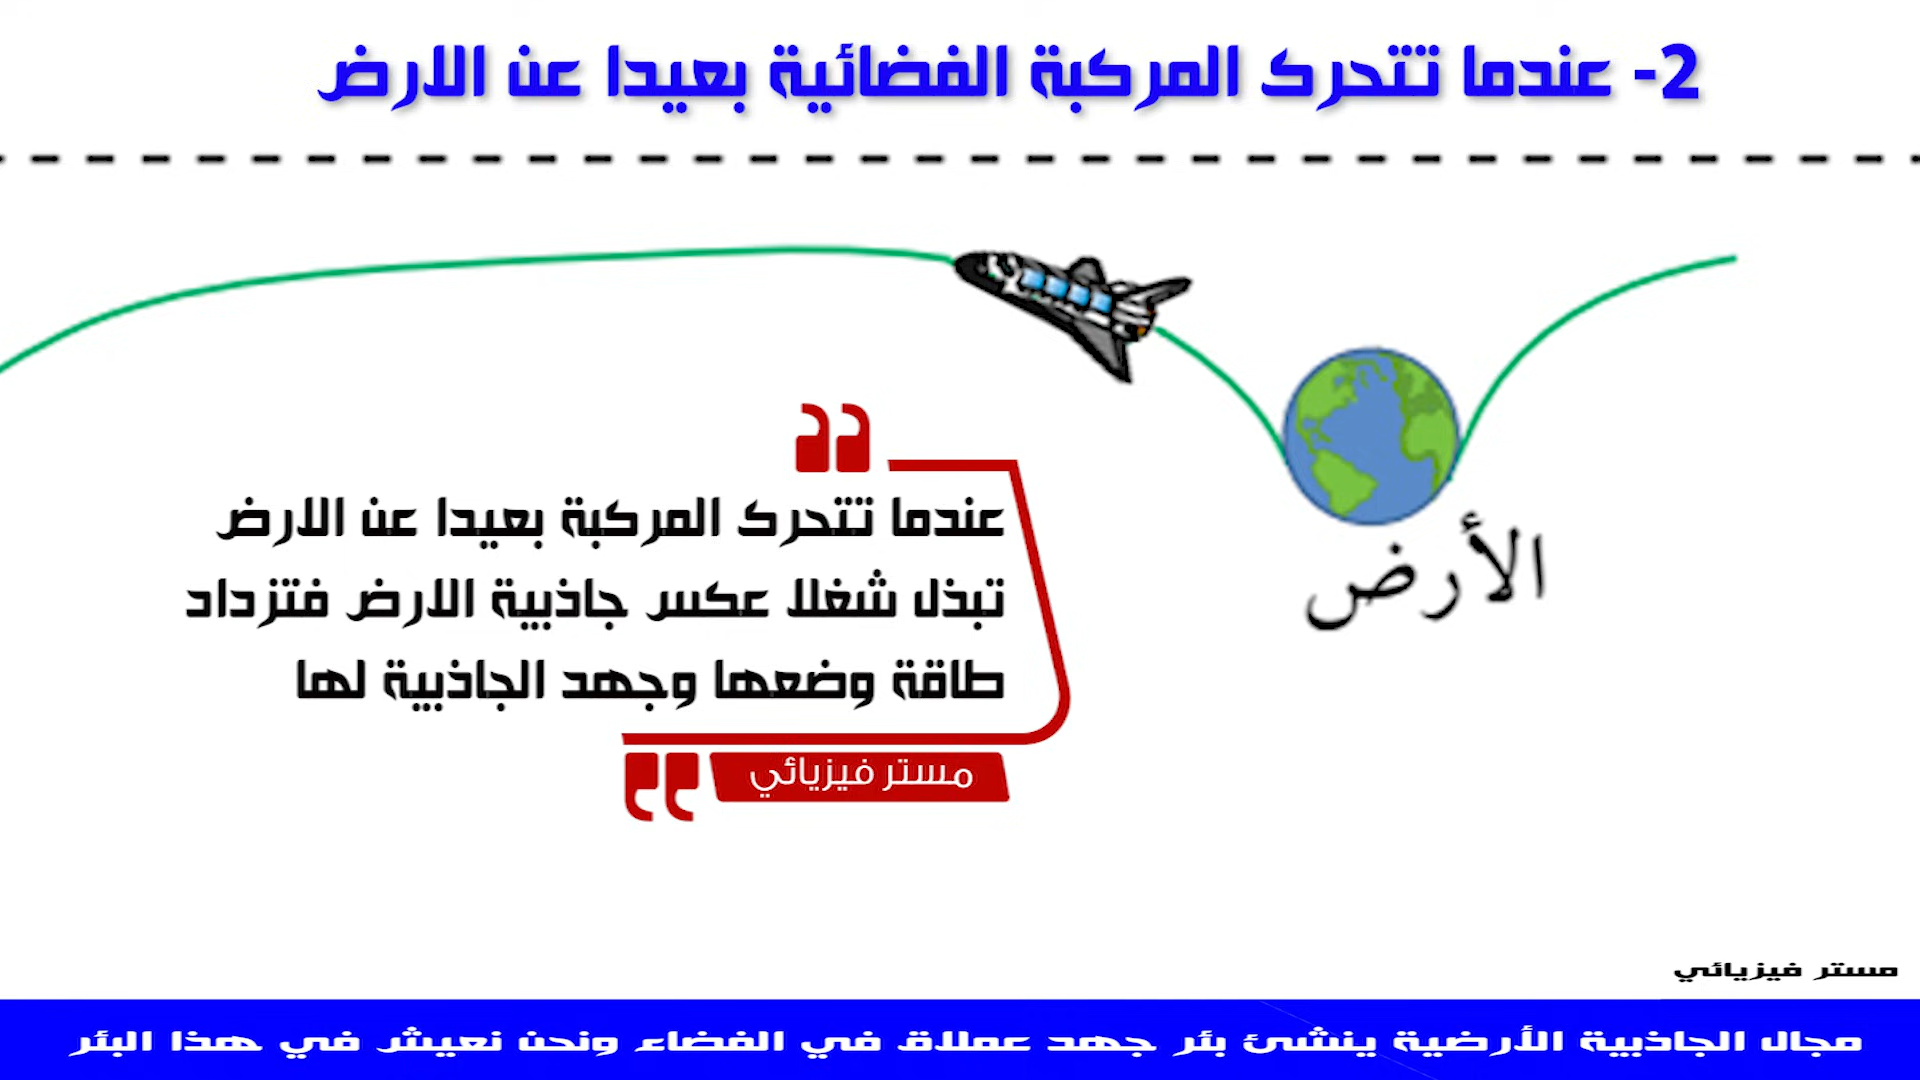 2- عندما تتحرك المركبة الفضائية بعيدا عن الارض
عندما تتحرك المركبة بعيدا عن الارض
تبذل شغلا عكس جاذبية الارض فتزداد
طاقة وضعها وجهد الجاذبية لها
مستر فيزيائي
الأرض
مستر فيزيائي
مجال الجاذبية الأرضية ينشئ بئر جهد عملاق في الفضاء ونحن نعيش في هذا البئر